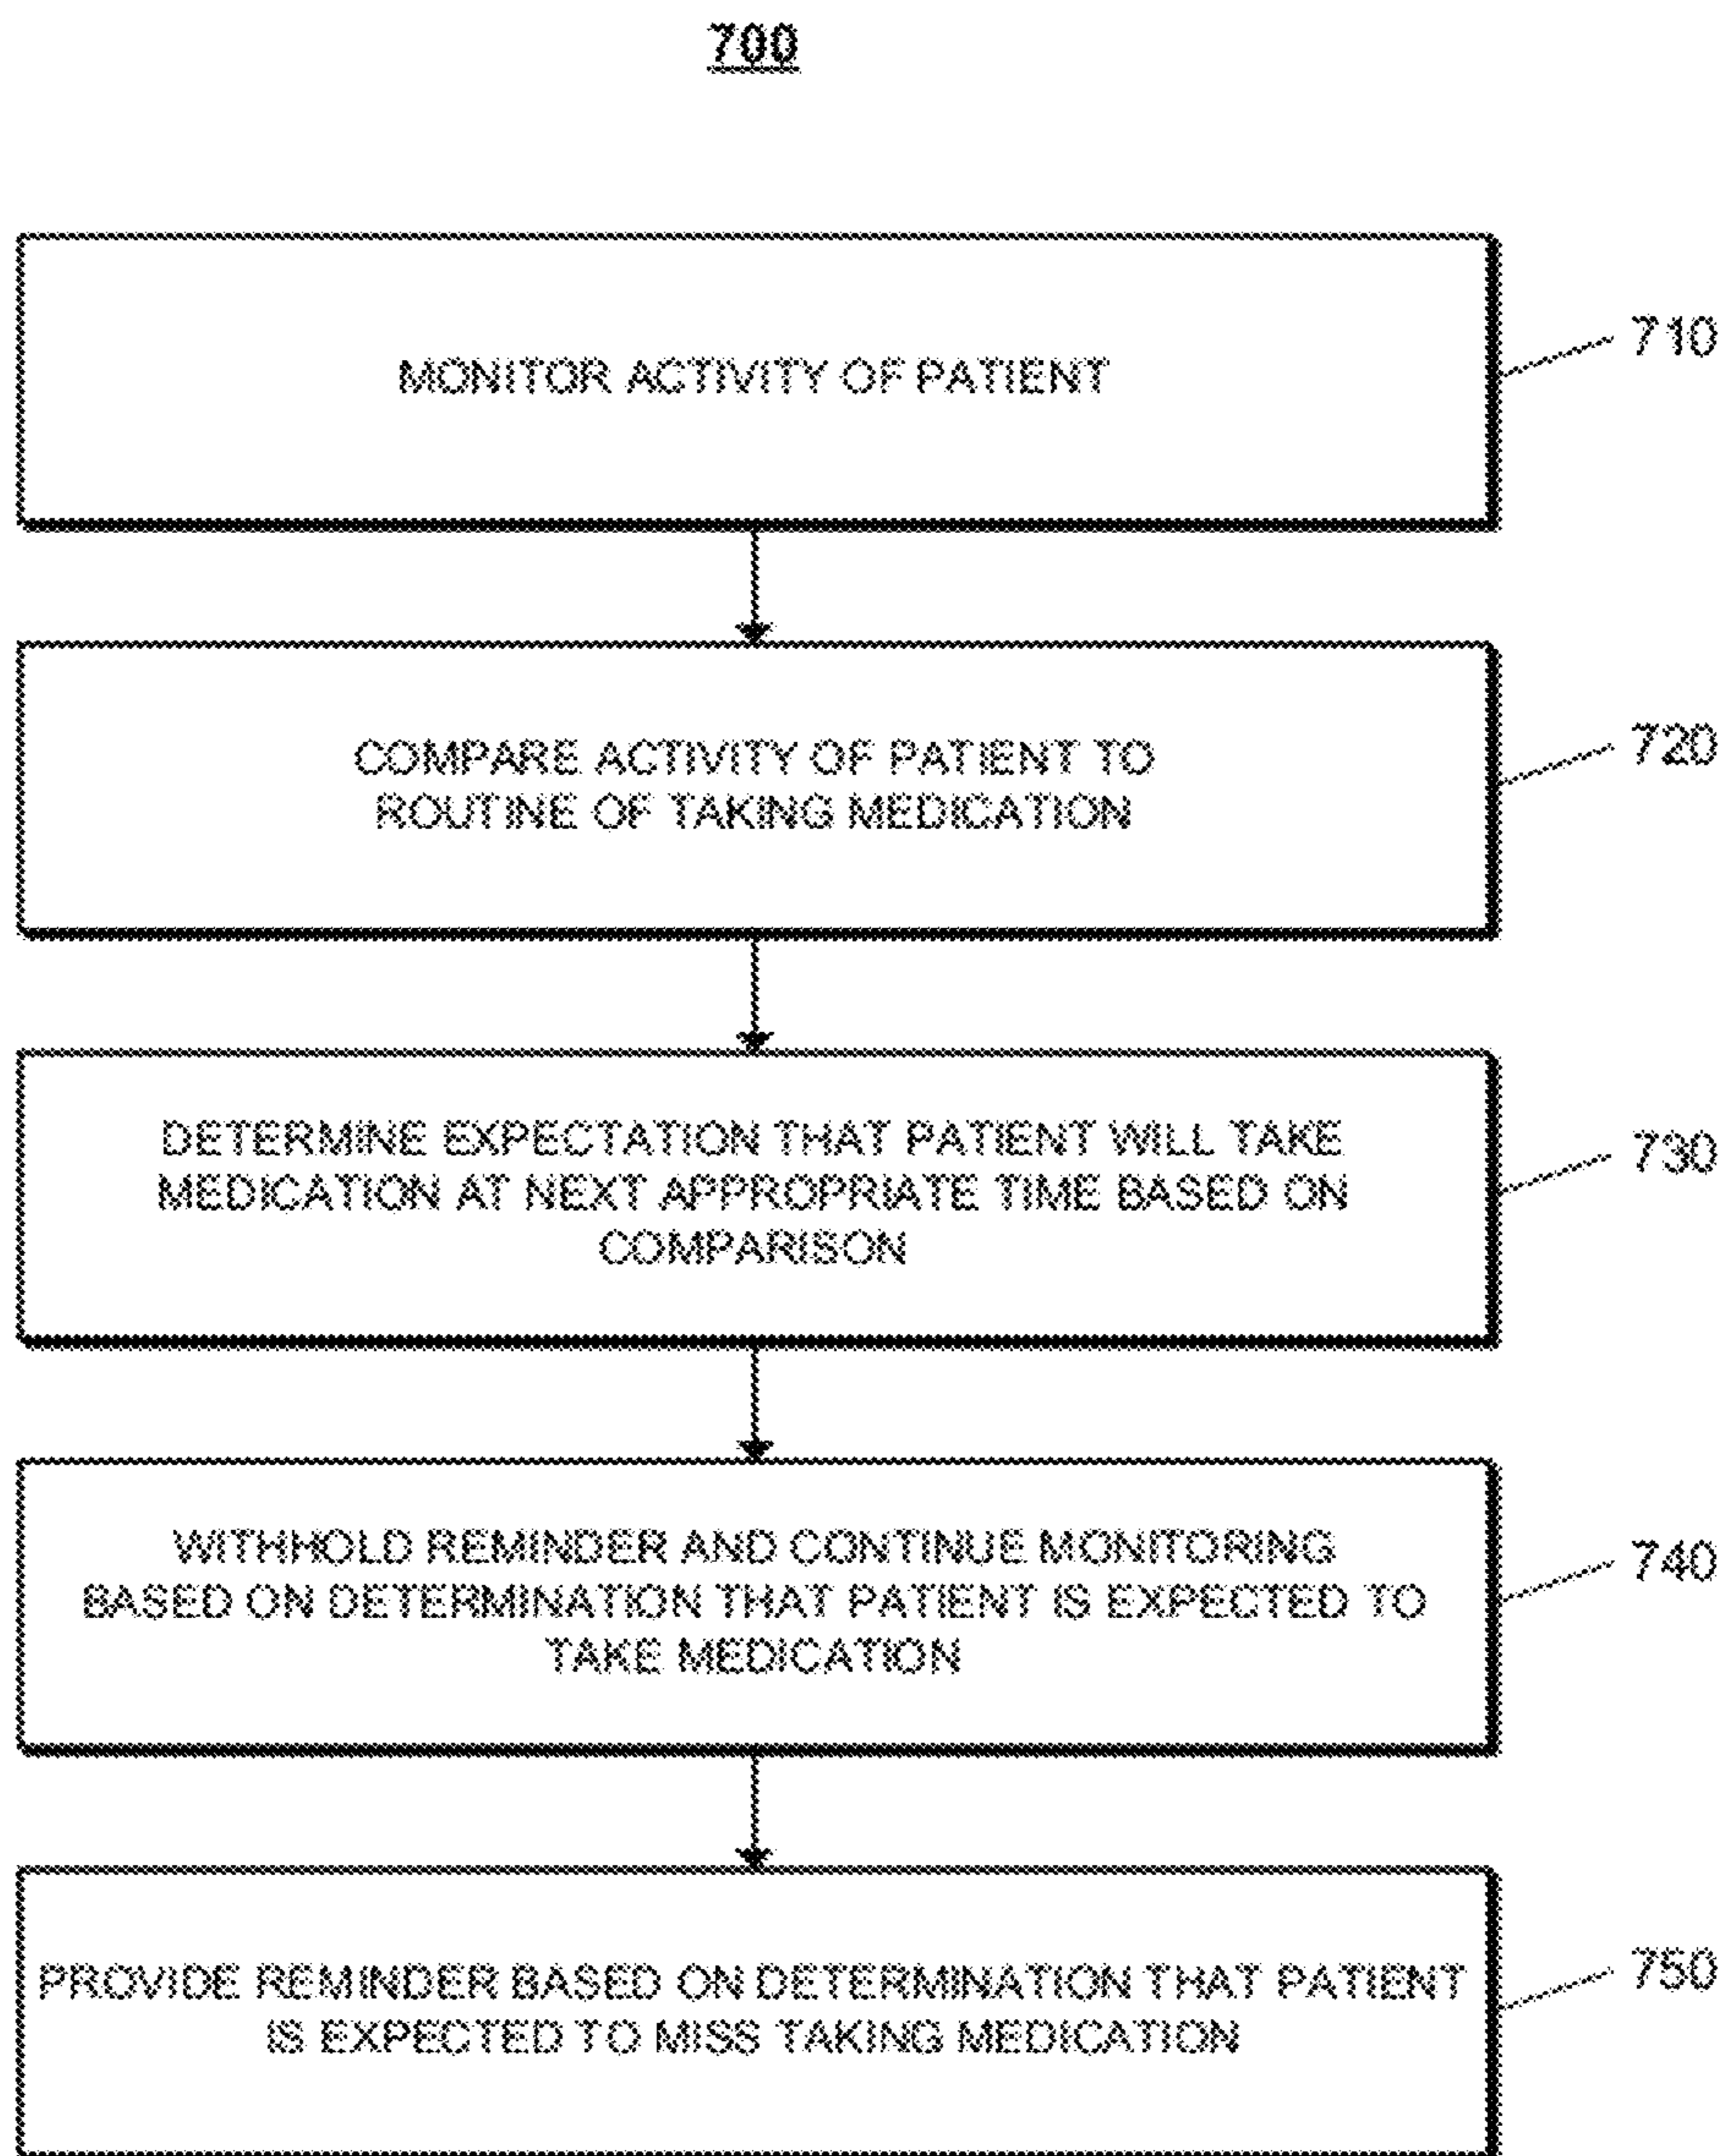 700
MONITOR ACTIVITY OF PATIENT
710
COMPARE ACTIVITY OF PATIENT TO
ROUTINE OF TAKING MEDICATION
720
DETERMINE EXPECTATION THAT PATIENT WILL TAKE
MEDICATION AT NEXT APPROPRIATE TIME BASED ON
COMPARISON
730
WITHHOLD REMINDER AND CONTINUE MONITORING
BASED ON DETERMINATION THAT PATIENT IS EXPECTED TO
TAKE MEDICATION
740
PROVIDE REMINDER BASED ON DETERMINATION THAT PATIENT
IS EXPECTED TO MISS TAKING MEDICATION
750